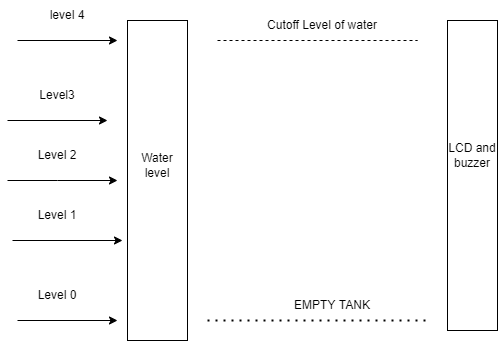 level 4
Cutoff Level of water
Level3
Level 2
Water
level
LCD and
buzzer
Level 1
Level 0
EMPTY TANK